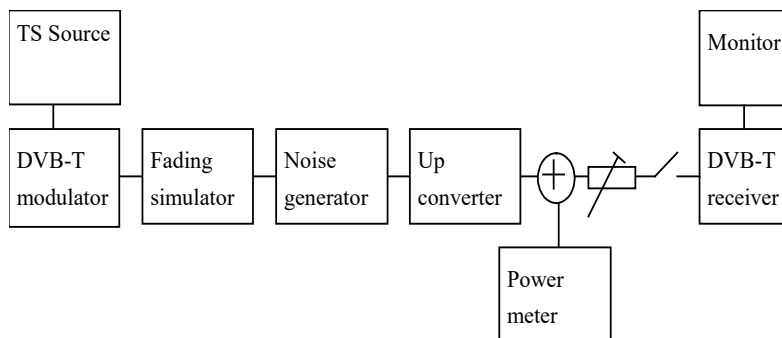 TS Source
Monitor
DVB-T
modulator
Fading
simulator
Noise
generator
Up
converter
DVB-T
receiver
Power
meter